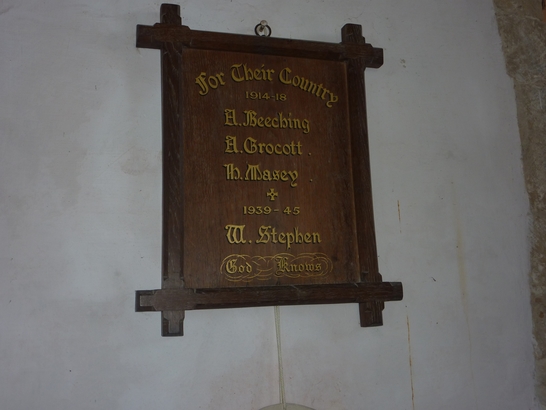 For Their Country
1914-18
A. Beeching
A. Grocott
H. Masey
1939-45
W. Stephen
God Knows